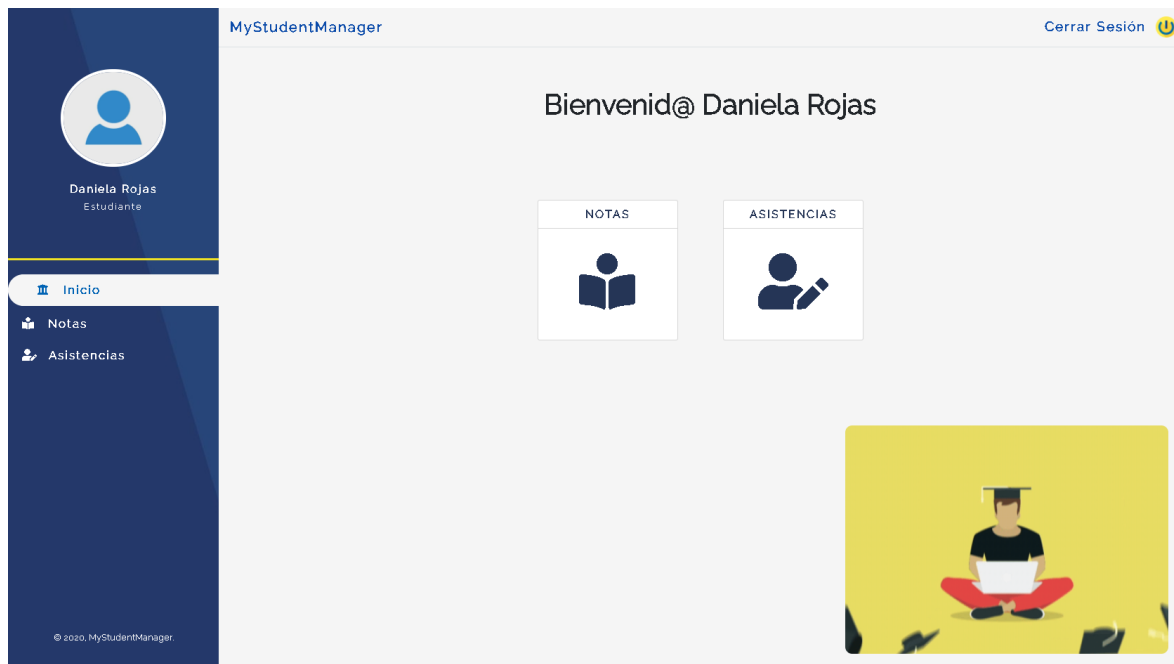 MyStudentManager
Cerrar Sesión
Daniela Rojas
Estudiante
Inicio
Notas
Asistencias
© 2020, MyStudentManager.
Bienvenid@ Daniela Rojas
NOTAS
ASISTENCIAS